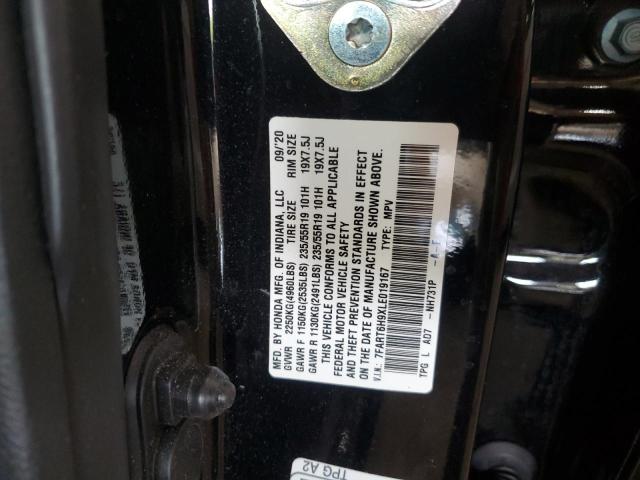 MFD. BY HONDA MFG. OF INDIANA, LLC 09/'20
GVWR 2250KG(4960LBS) TIRE SIZE RIM SIZE
GAWR F 1150KG(2535LBS) 235/55R19 101H 19X7.5J
GAWR R 1130KG(2491LBS) 235/55R19 101H 19X7.5J
THIS VEHICLE CONFORMS TO ALL APPLICABLE
FEDERAL MOTOR VEHICLE SAFETY
AND THEFT PREVENTION STANDARDS IN EFFECT
ON THE DATE OF MANUFACTURE SHOWN ABOVE.
V.I.N.: 7FART6H9XLE019167 TYPE: MPV
TPG L A07 -NH731P -A-F
TPG A2